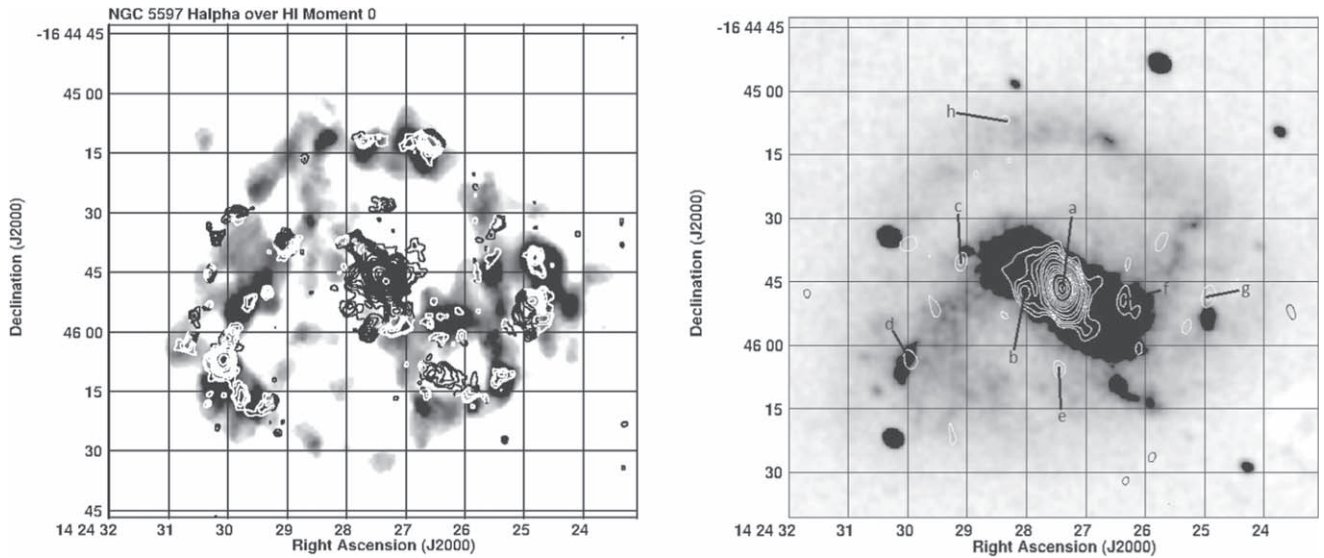 NGC 5597 Halpha over HI Moment 0
-16 44 45
45 00
15
30
45
46 00
15
30
45
Declination (J2000)
14 24 32
30
29
28
27
26
25
24
Right Ascension (J2000)
-16 44 45
45 00
15
30
45
46 00
15
30
Declination (J2000)
h
c
a
g
f
d
b
e
14 24 32
30
29
28
27
26
25
24
Right Ascension (J2000)